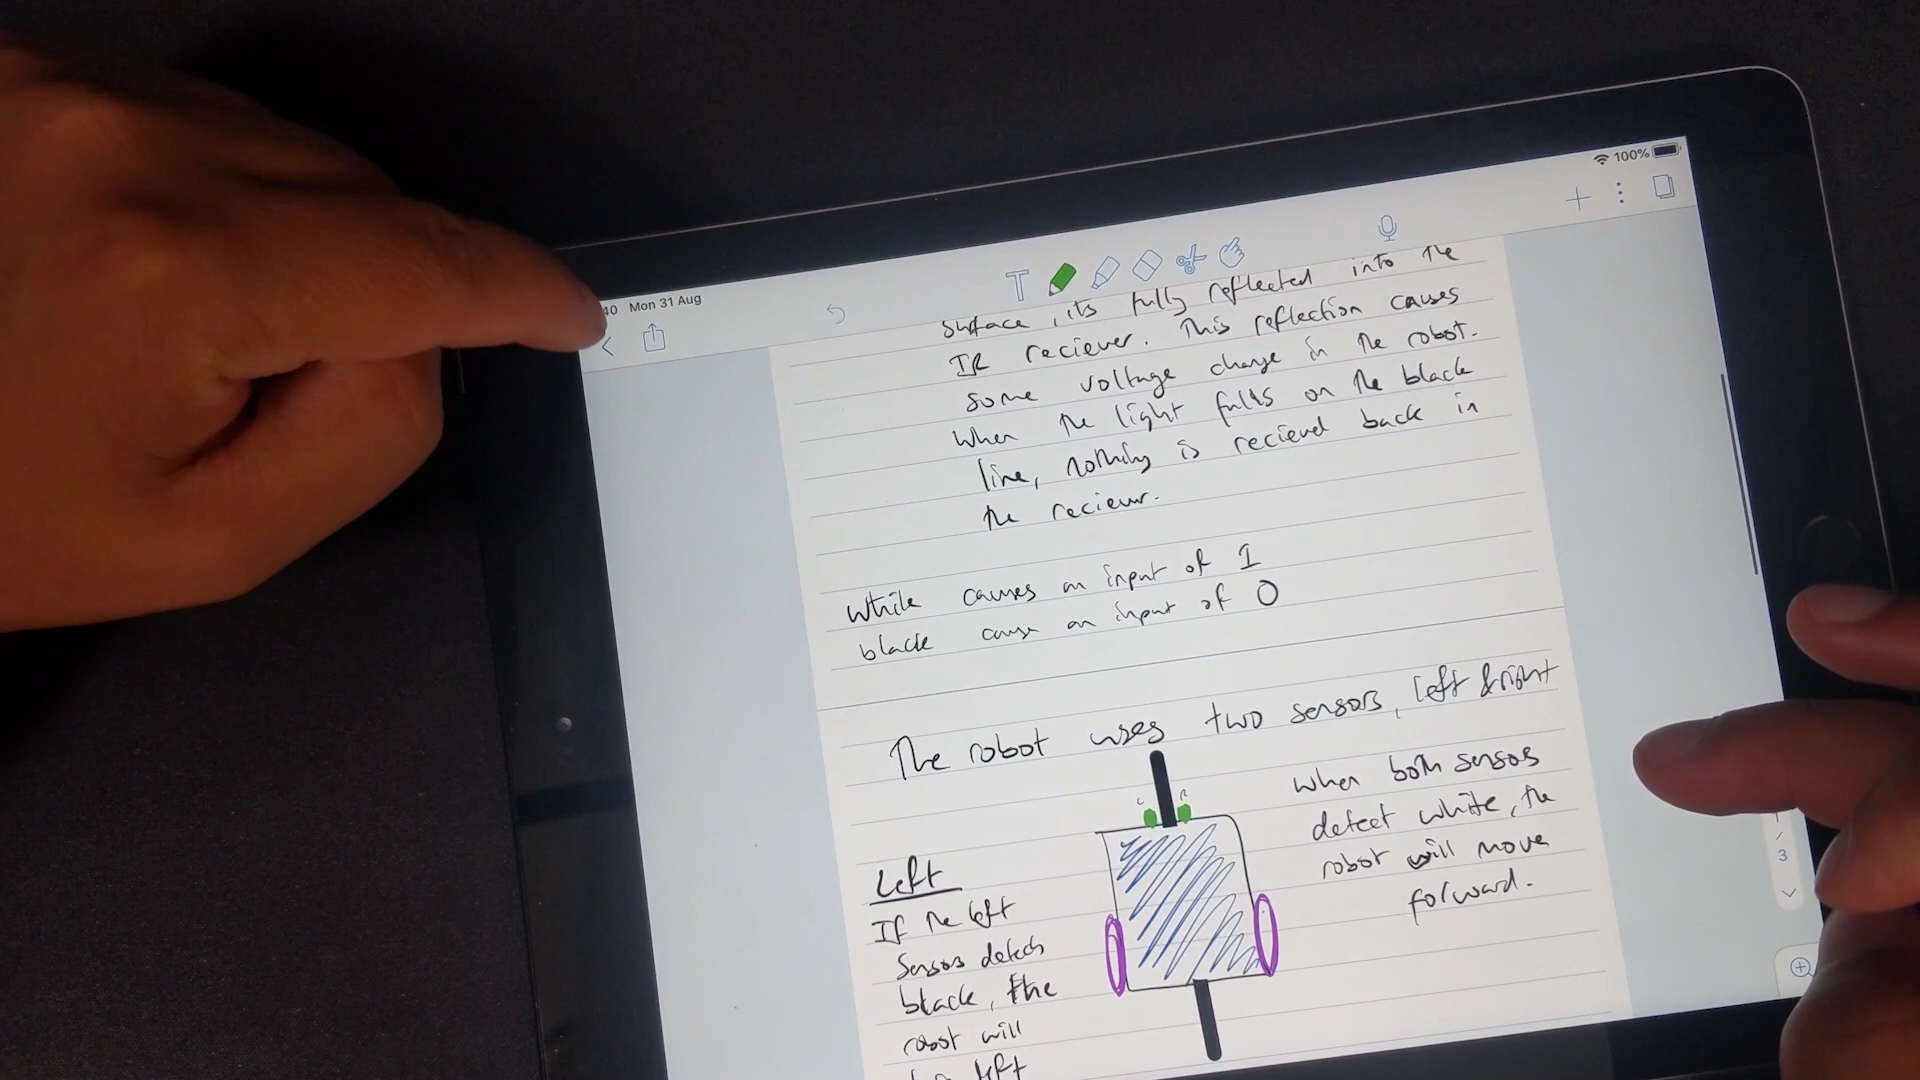 40 Mon 31 Aug
100%
surface, its fully reflected into the
IR reciever. This reflection causes
some voltage change in the robot.
When the light falls on the black
line, nothing is recieved back in
the reciever.
White causes an input of 1
black cause an input of 0
The robot uses two sensors, left & right
L R
When both sensors
detect white, the
robot will move
forward.
Left
If the left
Sensors detects
black, the
robot will
left
/
3